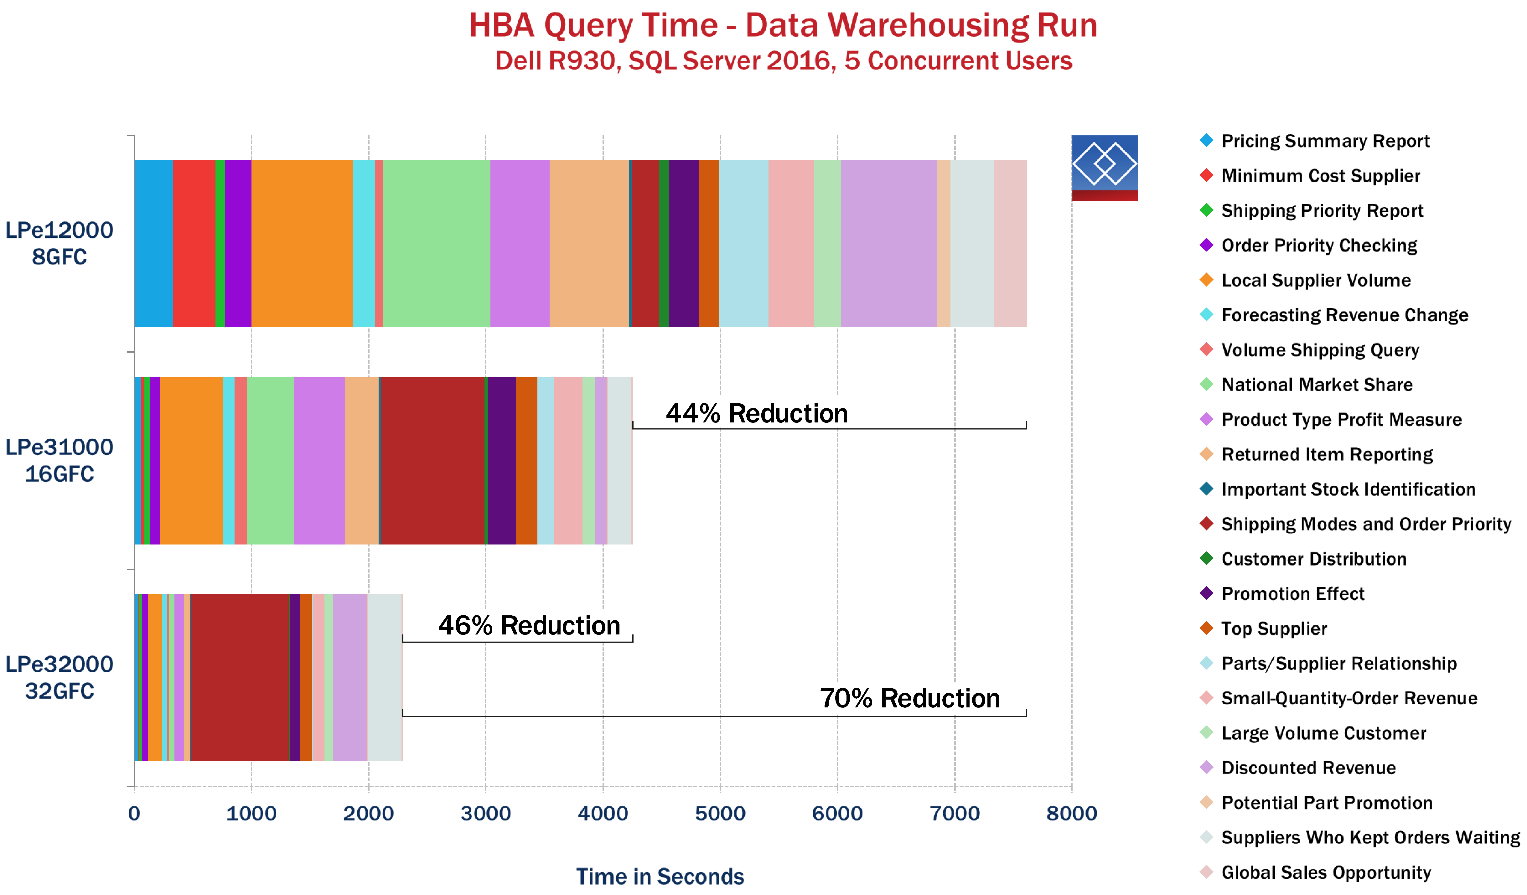 HBA Query Time - Data Warehousing Run
Dell R930, SQL Server 2016, 5 Concurrent Users
LPe12000
8GFC
LPe31000
16GFC
LPe32000
32GFC
44% Reduction
46% Reduction
70% Reduction
0 1000 2000 3000 4000 5000 6000 7000 8000
Time in Seconds
Pricing Summary Report
Minimum Cost Supplier
Shipping Priority Report
Order Priority Checking
Local Supplier Volume
Forecasting Revenue Change
Volume Shipping Query
National Market Share
Product Type Profit Measure
Returned Item Reporting
Important Stock Identification
Shipping Modes and Order Priority
Customer Distribution
Promotion Effect
Top Supplier
Parts/Supplier Relationship
Small-Quantity-Order Revenue
Large Volume Customer
Discounted Revenue
Potential Part Promotion
Suppliers Who Kept Orders Waiting
Global Sales Opportunity